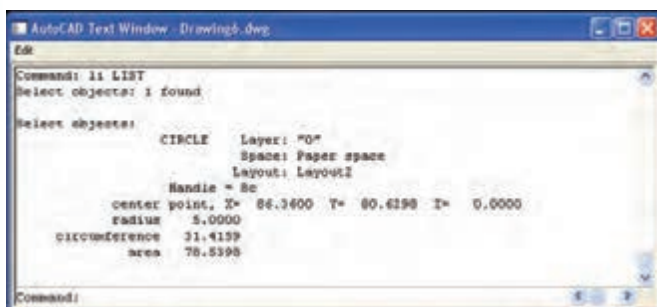 AutoCAD Text Window - Drawing6.dwg
Edit
Command: li LIST
Select objects: 1 found
Select objects:
CIRCLE Layer: "0"
Space: Paper space
Layout: Layout2
Handle = 8c
center point, X= 86.3600 Y= 80.6298 Z= 0.0000
radius 5.0000
circumference 31.4159
area 78.5398
Command: